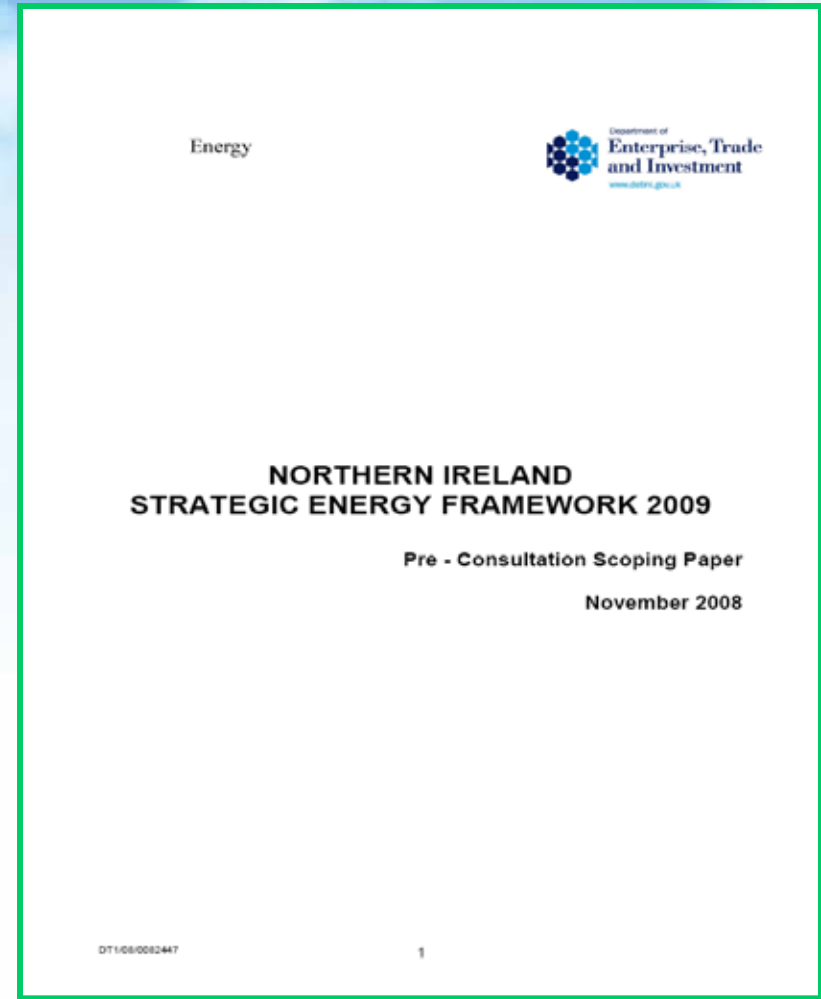 Energy
Department of
Enterprise, Trade
and Investment
www.detini.gov.uk
NORTHERN IRELAND
STRATEGIC ENERGY FRAMEWORK 2009
Pre - Consultation Scoping Paper
November 2008
DT1/08/0082447
1